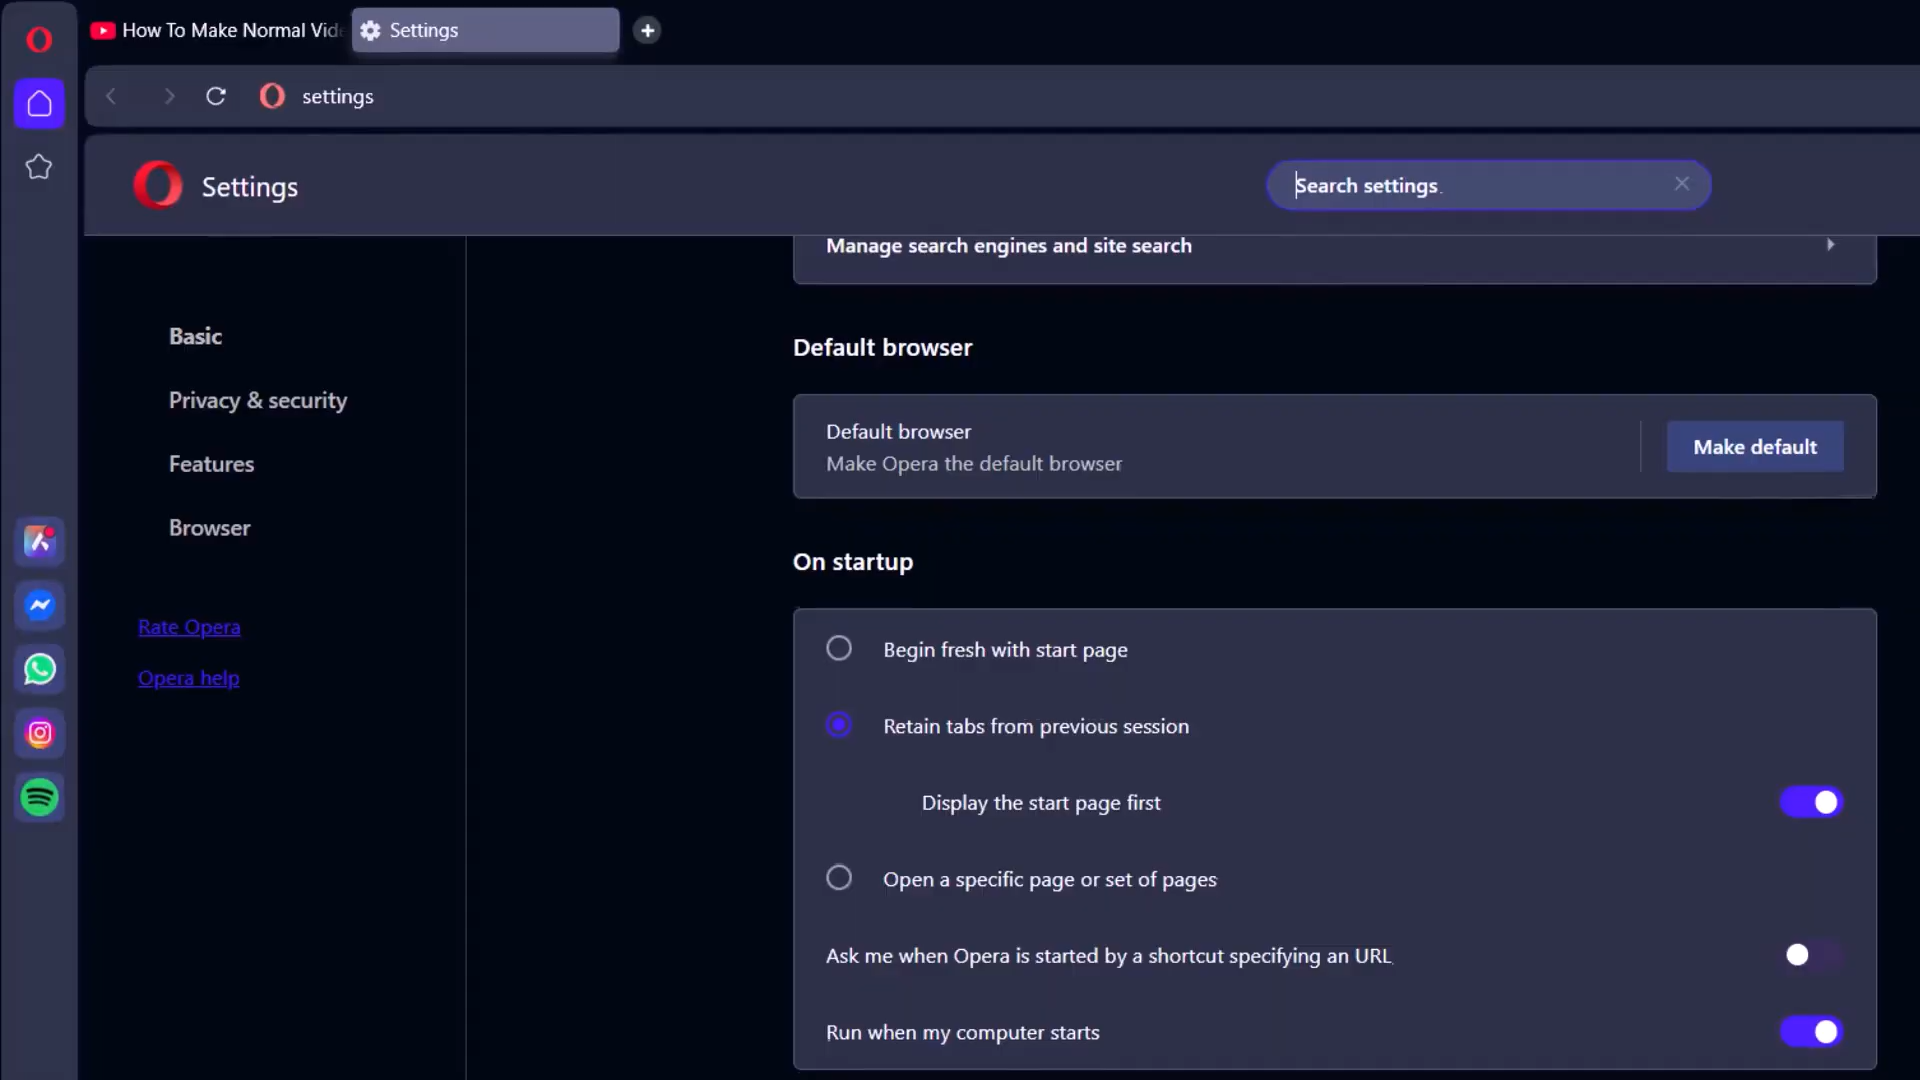 How To Make Normal Vide
Settings
settings
Settings
Search settings
Manage search engines and site search
Basic
Privacy & security
Features
Browser
Rate Opera
Opera help
Default browser
Default browser
Make Opera the default browser
Make default
On startup
Begin fresh with start page
Retain tabs from previous session
Display the start page first
Open a specific page or set of pages
Ask me when Opera is started by a shortcut specifying an URL
Run when my computer starts